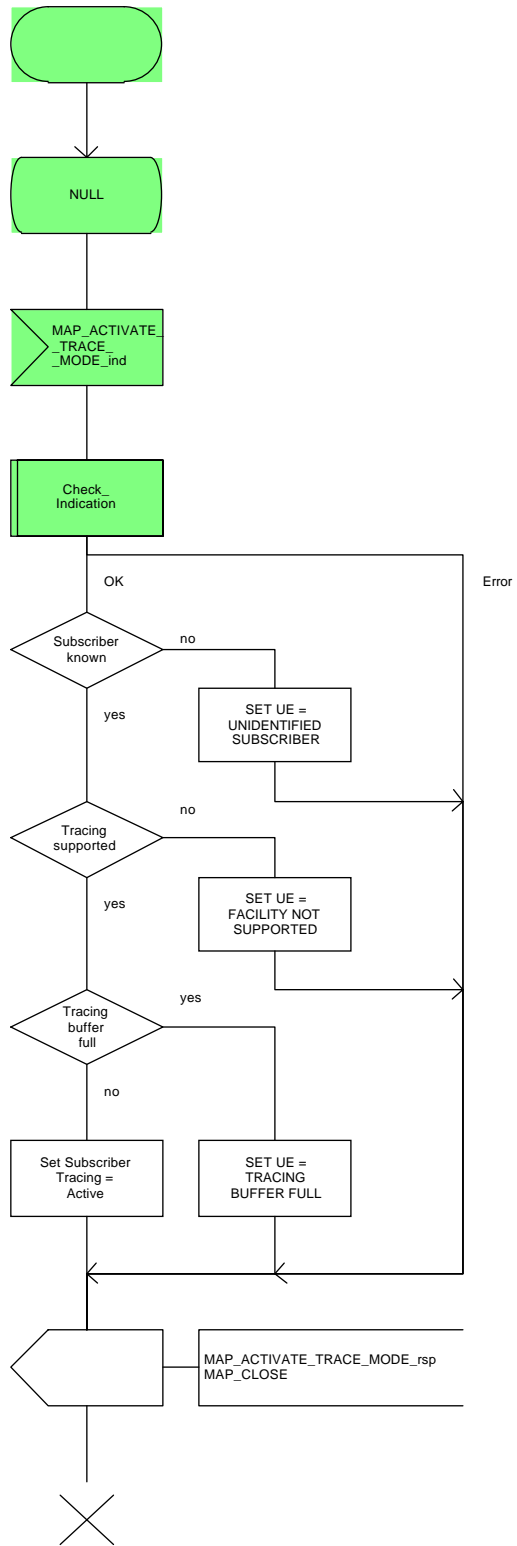 NULL
MAP_ACTIVATE_
_TRACE_
_MODE_ind
Check_
Indication
OK
Error
Subscriber
known
no
yes
SET UE =
UNIDENTIFIED
SUBSCRIBER
Tracing
supported
no
yes
SET UE =
FACILITY NOT
SUPPORTED
Tracing
buffer
full
yes
no
Set Subscriber
Tracing =
Active
SET UE =
TRACING
BUFFER FULL
MAP_ACTIVATE_TRACE_MODE_rsp
MAP_CLOSE